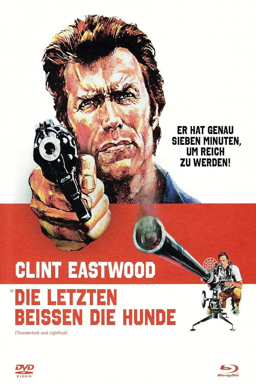 ER HAT GENAU
SIEBEN MINUTEN,
UM REICH
ZU WERDEN!
CLINT EASTWOOD
DIE LETZTEN
BEISSEN DIE HUNDE
(Thunderbolt and Lightfoot)
DVD
VIDEO
Blu-ray Disc